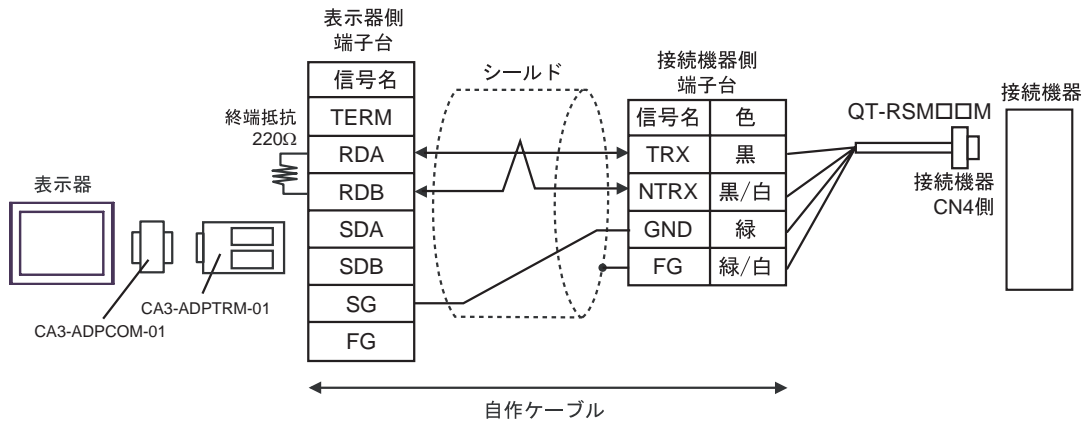 表示器側
端子台
信号名
TERM
RDA
RDB
SDA
SDB
SG
FG
終端抵抗
220Ω
表示器
CA3-ADPCOM-01
CA3-ADPTRM-01
シールド
接続機器側
端子台
信号名 色
TRX 黒
NTRX 黒/白
GND 緑
FG 緑/白
QT-RSM□□M
接続機器
CN4側
接続機器
自作ケーブル